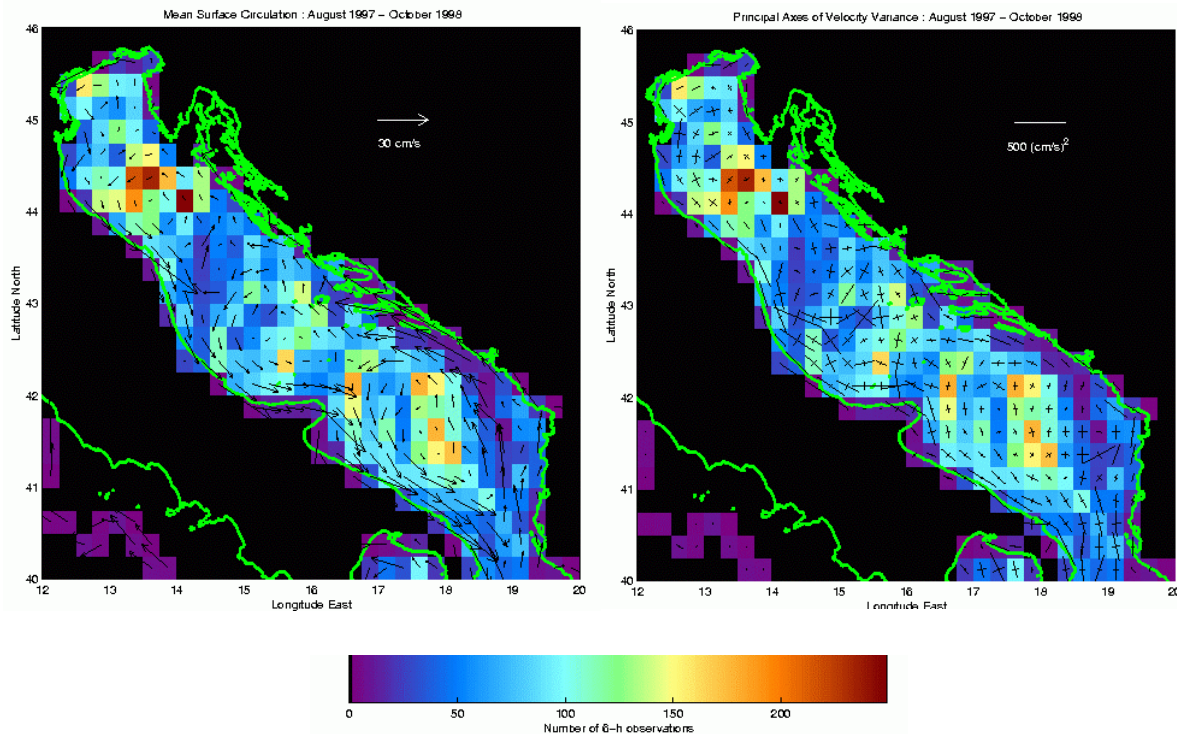 Mean Surface Circulation : August 1997 – October 1998
46
45
44
43
42
41
40
Latitude North
30 cm/s
12 13 14 15 16 17 18 19 20
Longitude East
Principal Axes of Velocity Variance : August 1997 – October 1998
46
45
44
43
42
41
40
Latitude North
500 (cm/s)²
12 13 14 15 16 17 18 19 20
Longitude East
0 50 100 150 200
Number of 6–h observations